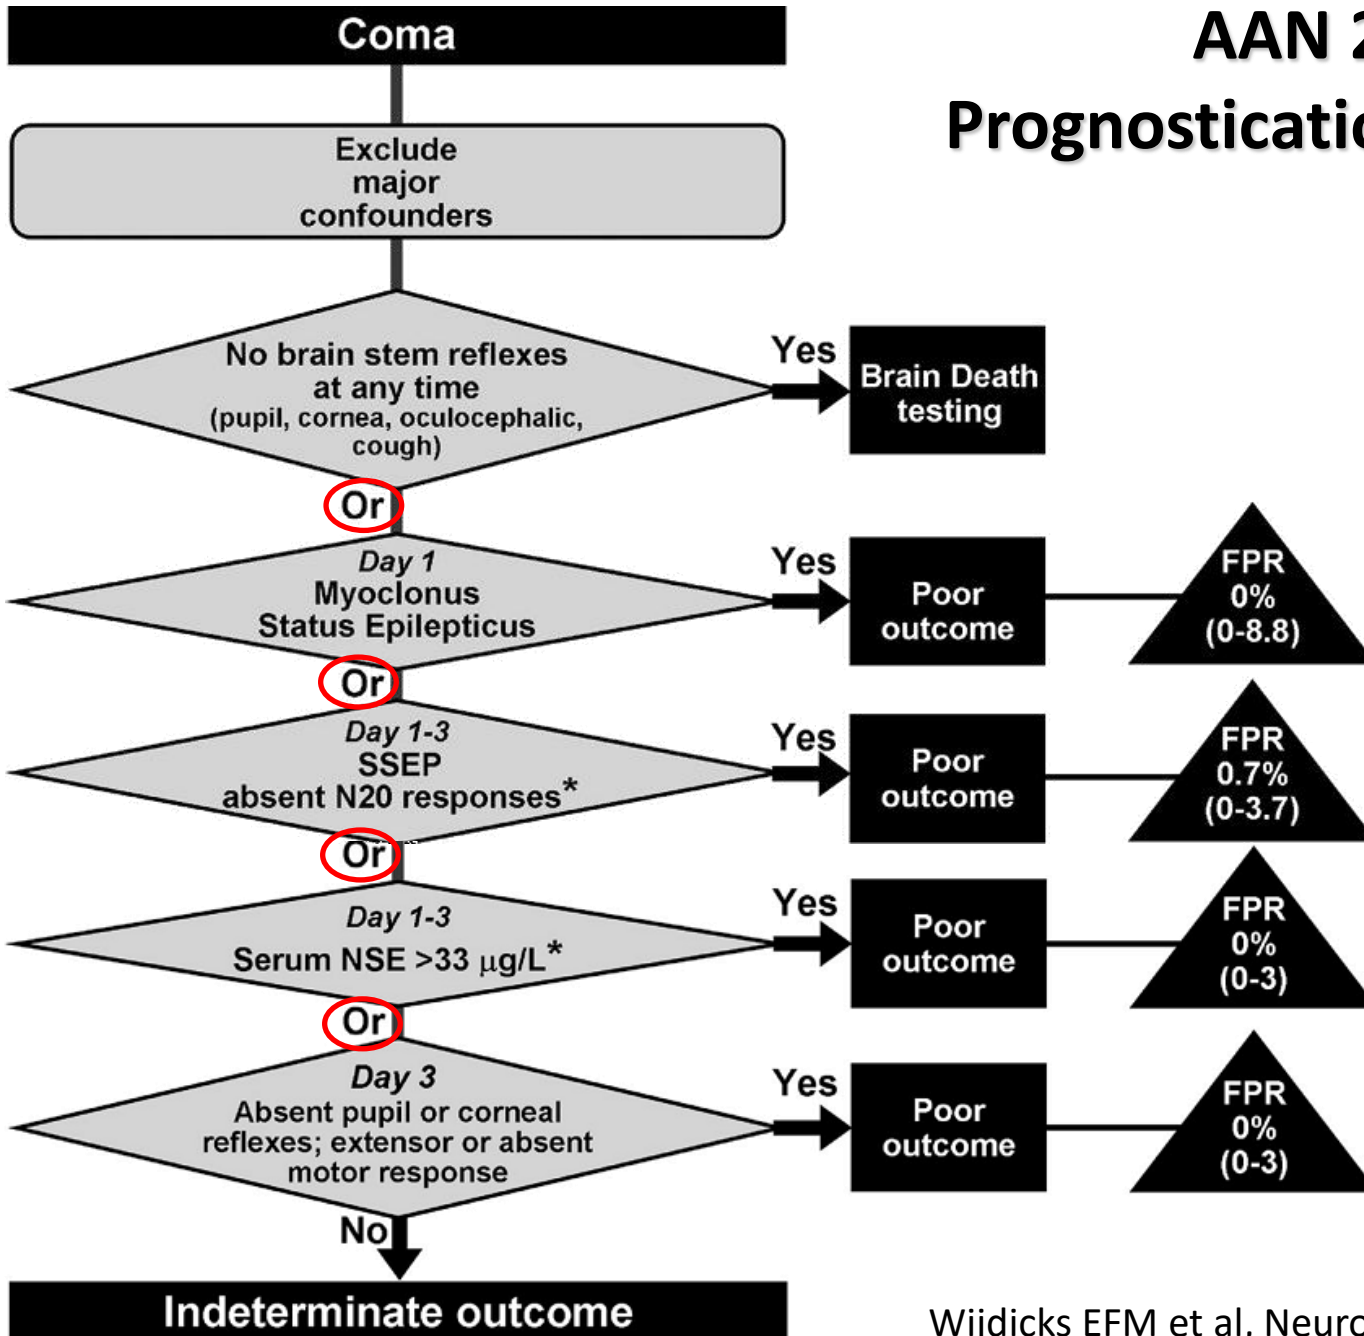 AAN 2
Prognosticatio
Coma
Exclude
major
confounders
No brain stem reflexes
at any time
(pupil, cornea, oculocephalic,
cough)
Yes
Brain Death
testing
Or
Day 1
Myoclonus
Status Epilepticus
Yes
Poor
outcome
FPR
0%
(0-8.8)
Or
Day 1-3
SSEP
absent N20 responses*
Yes
Poor
outcome
FPR
0.7%
(0-3.7)
Or
Day 1-3
Serum NSE >33 μg/L*
Yes
Poor
outcome
FPR
0%
(0-3)
Or
Day 3
Absent pupil or corneal
reflexes; extensor or absent
motor response
Yes
Poor
outcome
FPR
0%
(0-3)
No
Indeterminate outcome
Wijdicks EFM et al. Neuro